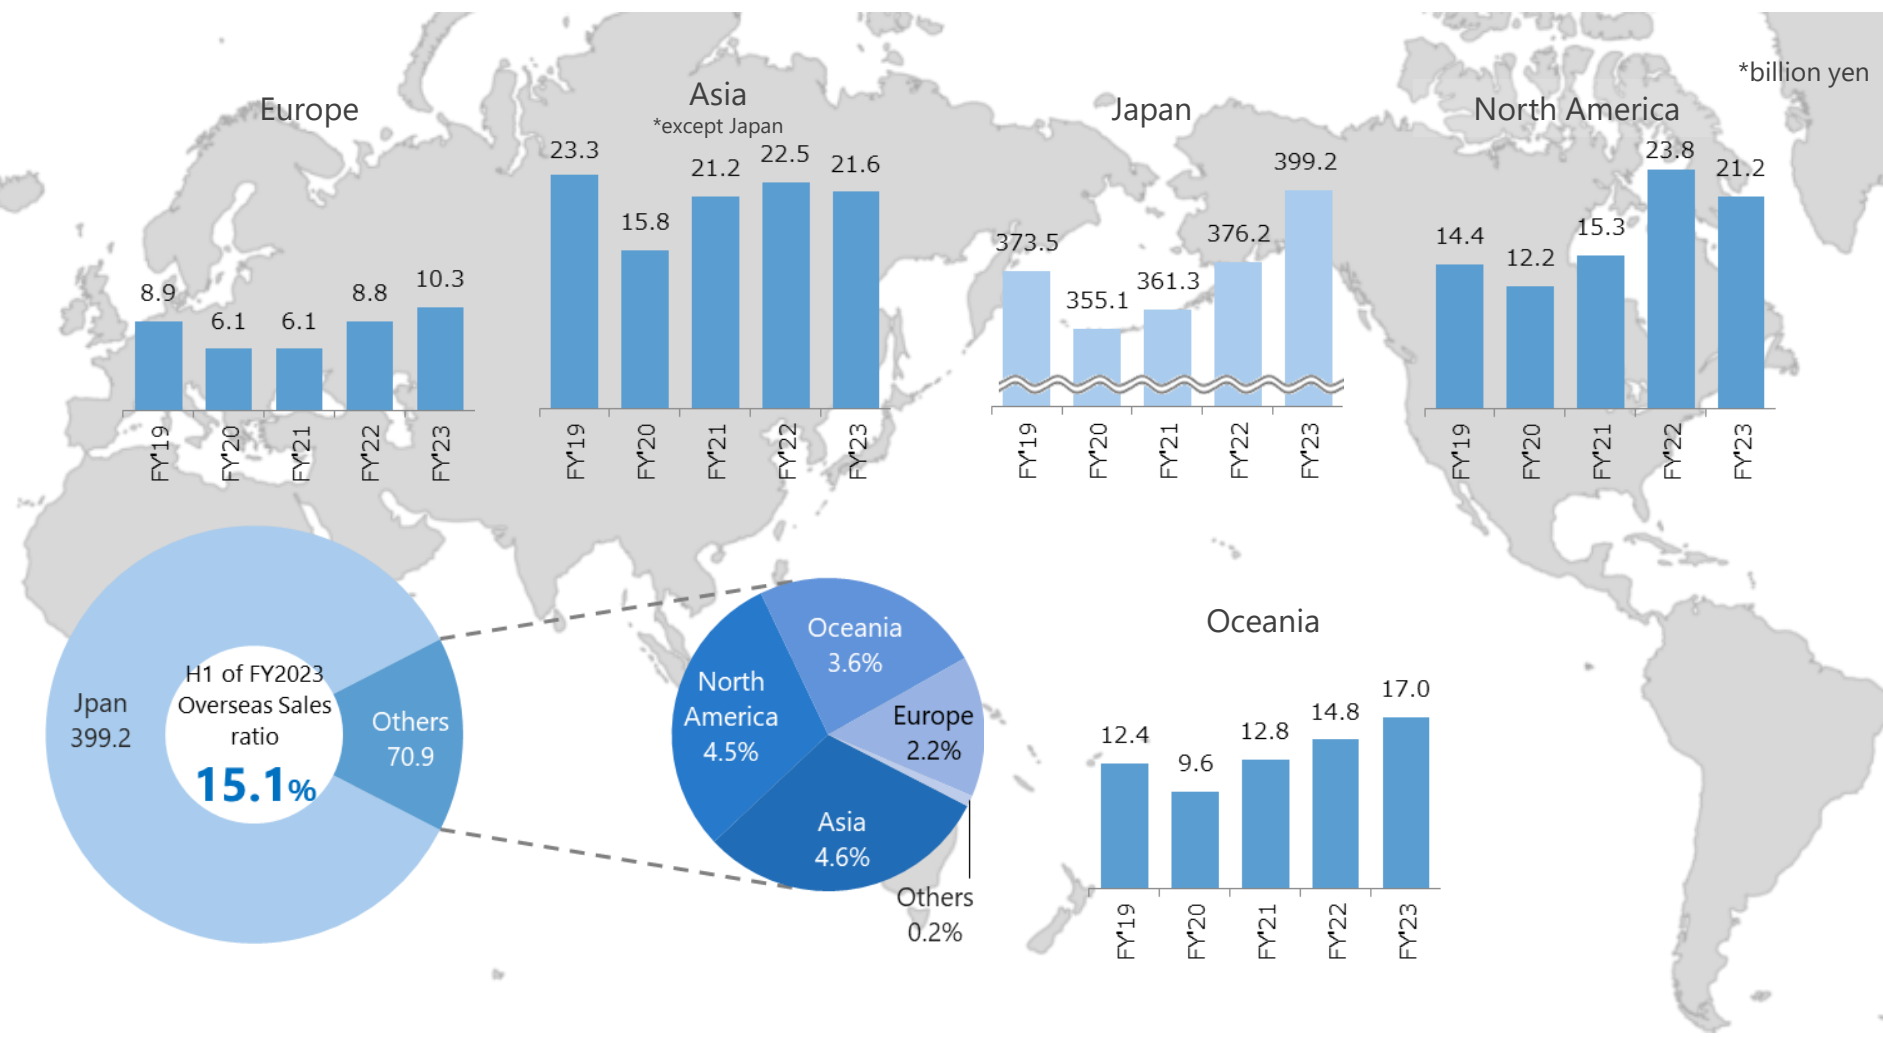 *billion yen
Europe
8.9
6.1
6.1
8.8
10.3
FY'19
FY'20
FY'21
FY'22
FY'23
Asia
*except Japan
23.3
15.8
21.2
22.5
21.6
FY'19
FY'20
FY'21
FY'22
FY'23
Japan
373.5
355.1
361.3
376.2
399.2
FY'19
FY'20
FY'21
FY'22
FY'23
North America
14.4
12.2
15.3
23.8
21.2
FY'19
FY'20
FY'21
FY'22
FY'23
H1 of FY2023
Overseas Sales
ratio
15.1%
Jpan
399.2
Others
70.9
Oceania
3.6%
North
America
4.5%
Europe
2.2%
Asia
4.6%
Others
0.2%
Oceania
12.4
9.6
12.8
14.8
17.0
FY'19
FY'20
FY'21
FY'22
FY'23